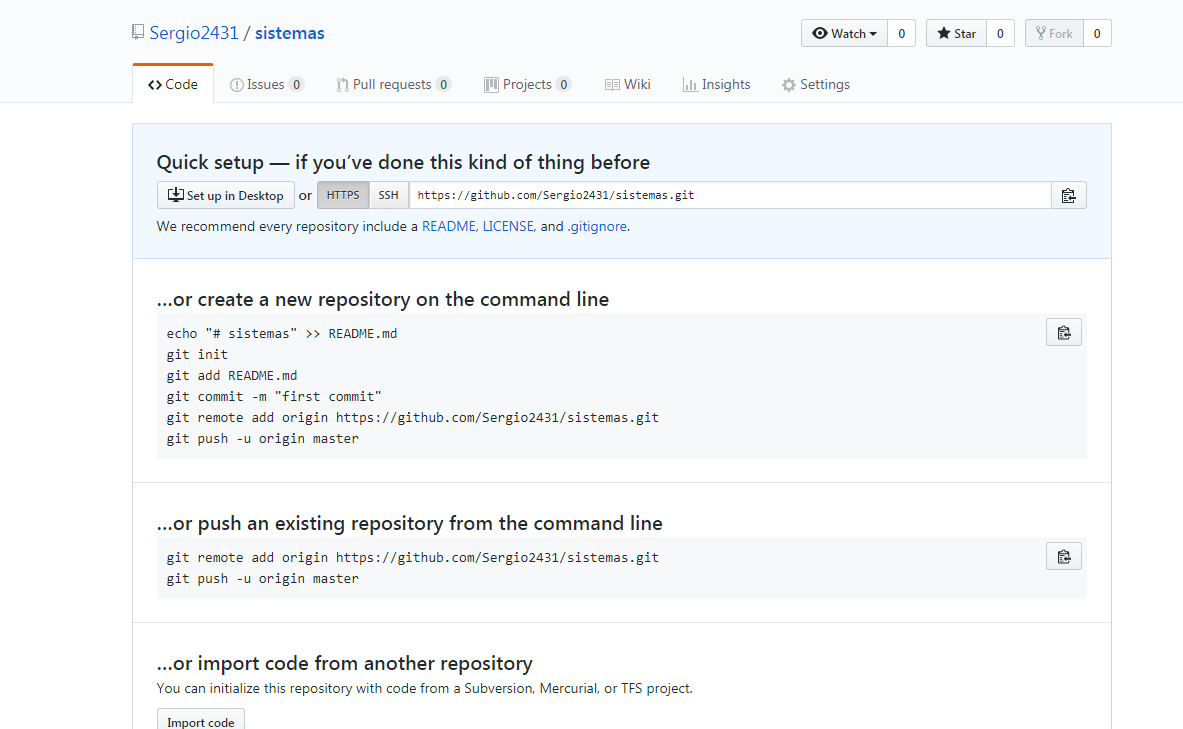 Sergio2431 / sistemas
Watch 0 Star 0 Fork 0
Code Issues 0 Pull requests 0 Projects 0 Wiki Insights Settings
Quick setup — if you’ve done this kind of thing before
Set up in Desktop or HTTPS SSH https://github.com/Sergio2431/sistemas.git
We recommend every repository include a README, LICENSE, and .gitignore.
…or create a new repository on the command line
echo "# sistemas" >> README.md
git init
git add README.md
git commit -m "first commit"
git remote add origin https://github.com/Sergio2431/sistemas.git
git push -u origin master
…or push an existing repository from the command line
git remote add origin https://github.com/Sergio2431/sistemas.git
git push -u origin master
…or import code from another repository
You can initialize this repository with code from a Subversion, Mercurial, or TFS project.
Import code